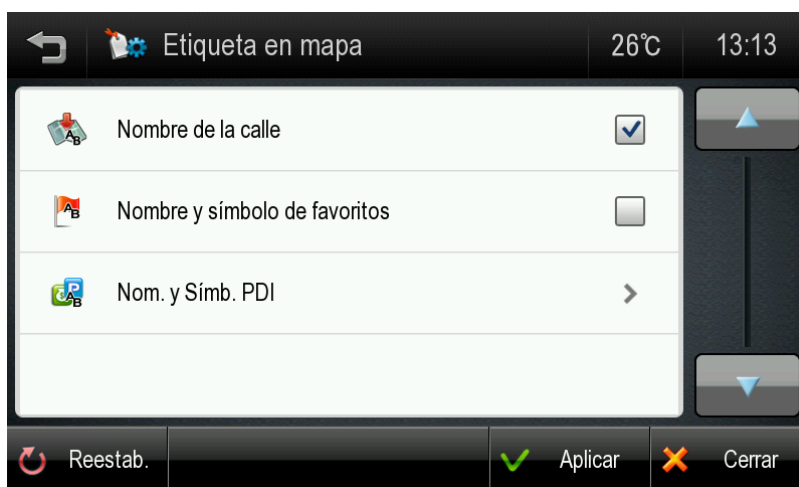 Etiqueta en mapa 26℃ 13:13
Nombre de la calle
Nombre y símbolo de favoritos
Nom. y Símb. PDI
Reestab. Aplicar Cerrar